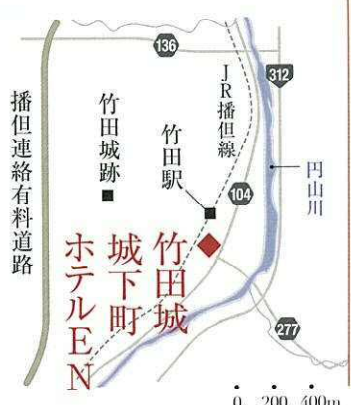 136
312
JR播但線
播但連絡有料道路
竹田城跡
竹田駅
104
円山川
竹田城
城下町
ホテルEN
277
0 200 400m